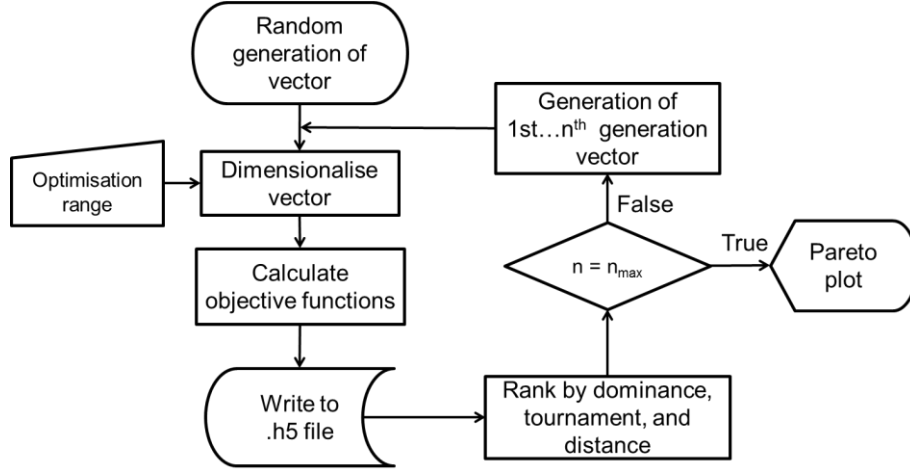 Random
generation of
vector
Optimisation
range
Dimensionalise
vector
Calculate
objective functions
Write to
.h5 file
Rank by dominance,
tournament, and
distance
n = nmax
False
True
Generation of
1st...nth generation
vector
Pareto
plot